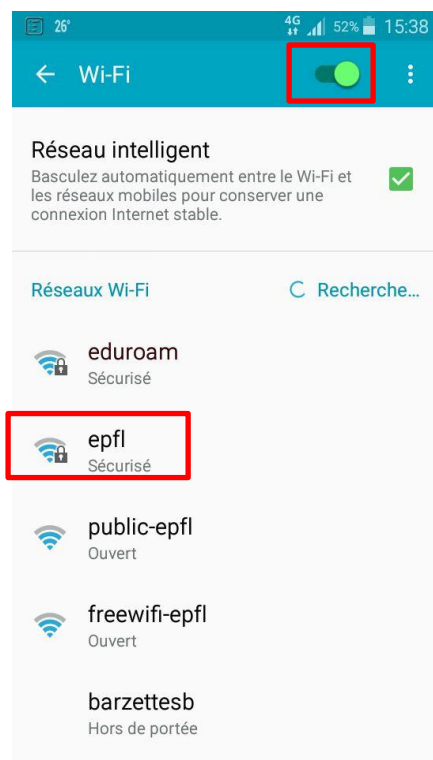 26° 4G 52% 15:38
Wi-Fi
Réseau intelligent
Basculez automatiquement entre le Wi-Fi et
les réseaux mobiles pour conserver une
connexion Internet stable.
Réseaux Wi-Fi Recherche...
eduroam
Sécurisé
epfl
Sécurisé
public-epfl
Ouvert
freewifi-epfl
Ouvert
barzettesb
Hors de portée